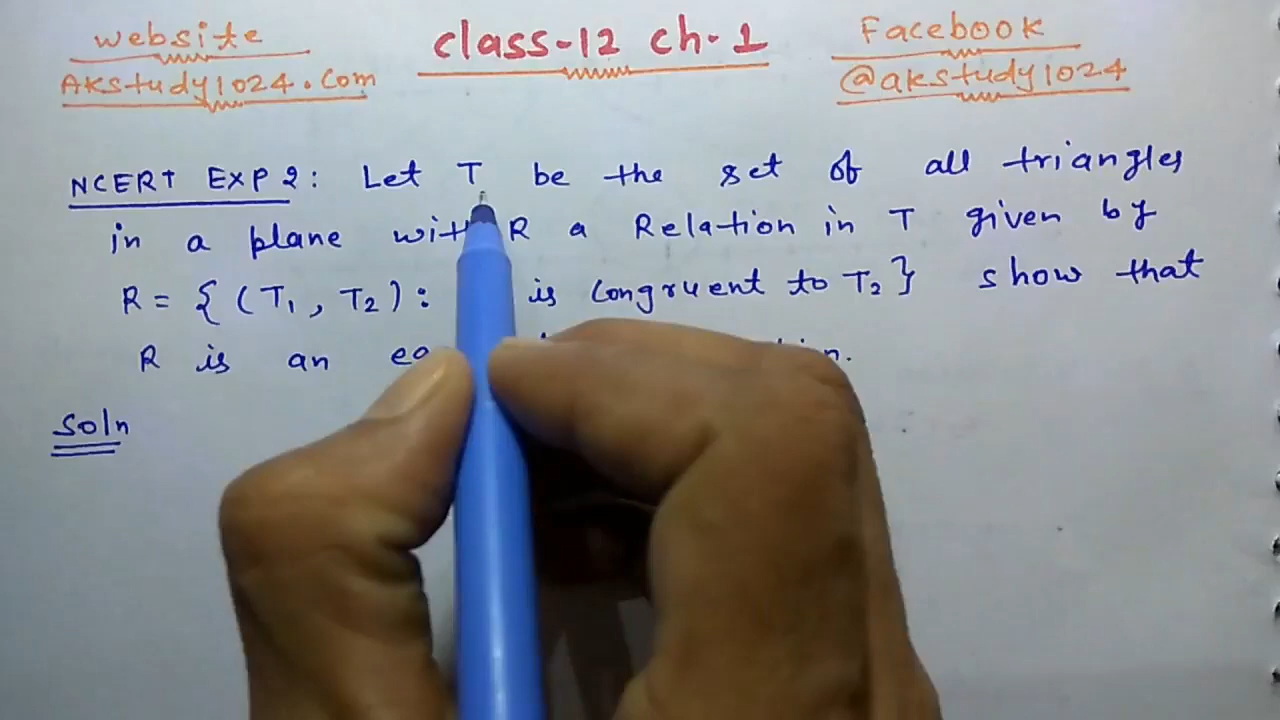 website
AKstudy1024.Com
class-12 ch.1
Facebook
@akstudy1024
NCERT EXP 2: Let T be the set of all triangles
in a plane with R a Relation in T given by
R = { (T1, T2): is Congruent to T2} show that
R is an
Soln